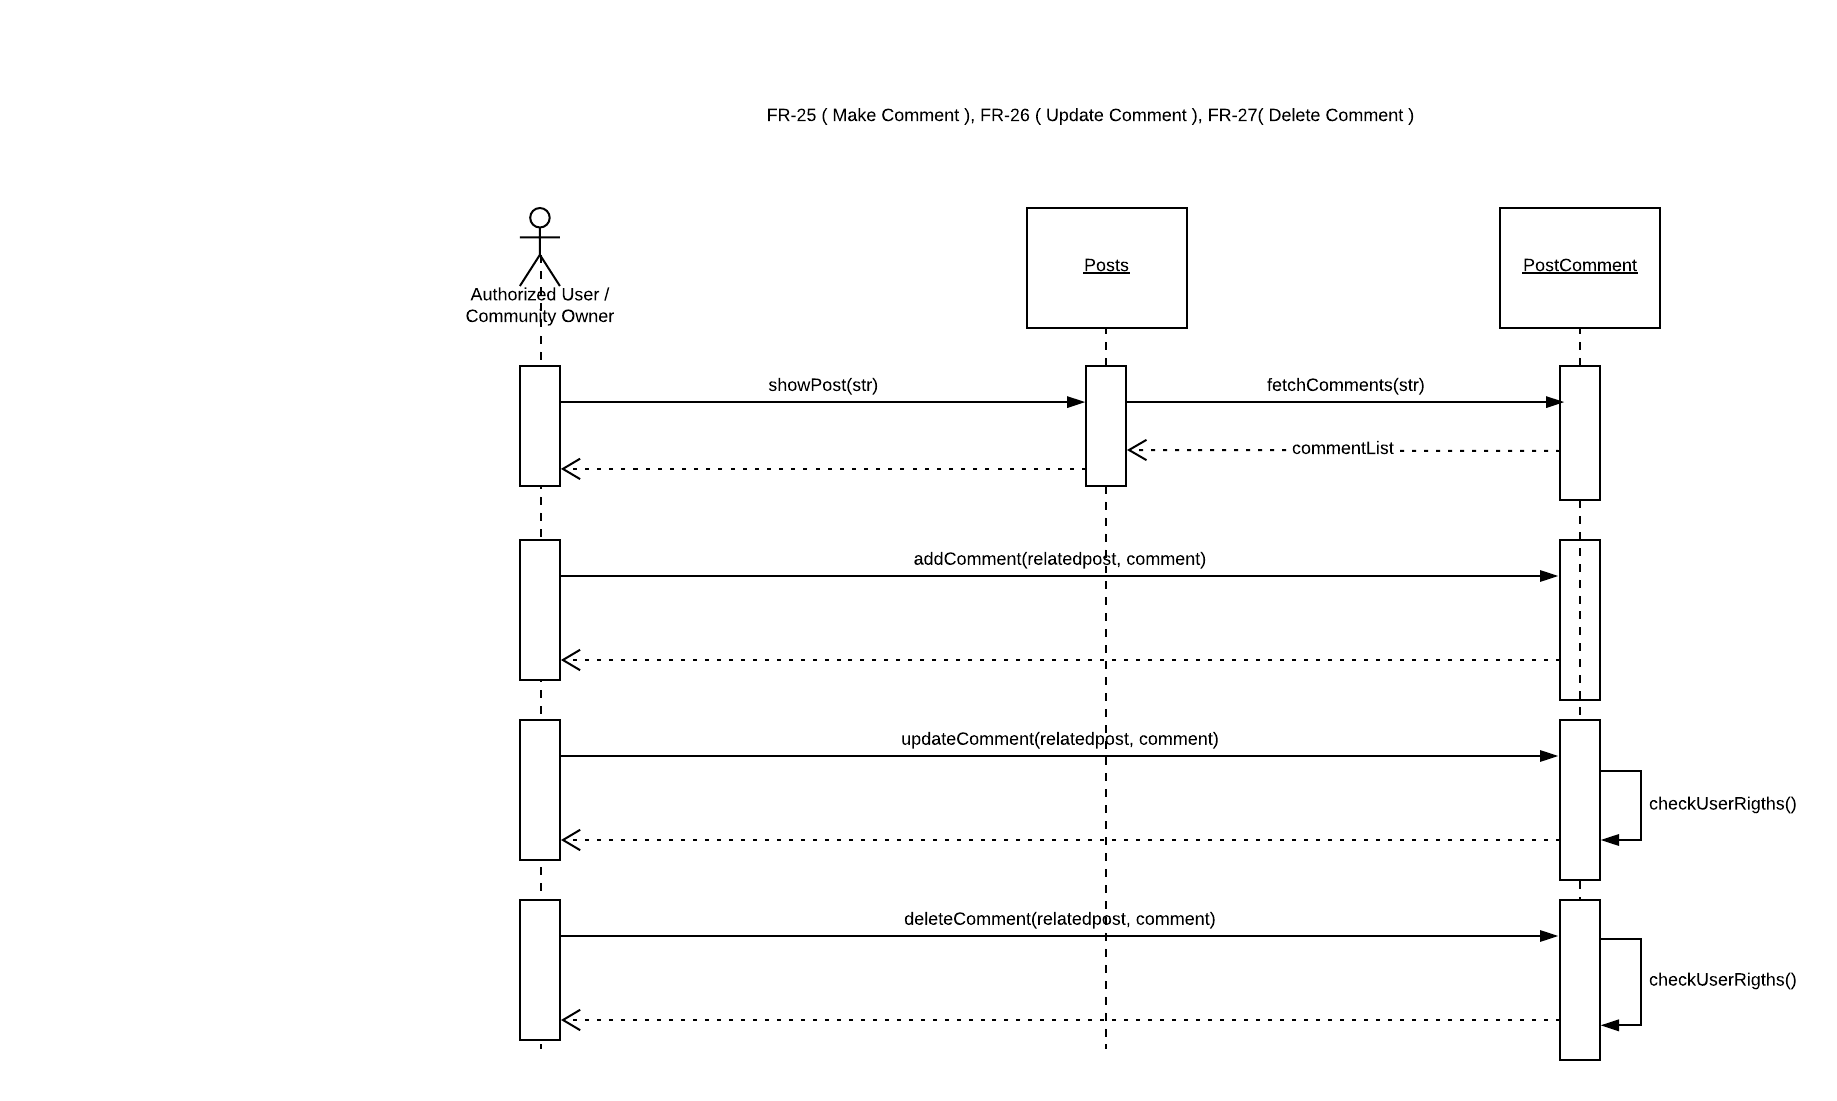 FR-25 ( Make Comment ), FR-26 ( Update Comment ), FR-27( Delete Comment )
Authorized User /
Community Owner
Posts
PostComment
showPost(str)
fetchComments(str)
commentList
addComment(relatedpost, comment)
updateComment(relatedpost, comment)
checkUserRigths()
deleteComment(relatedpost, comment)
checkUserRigths()